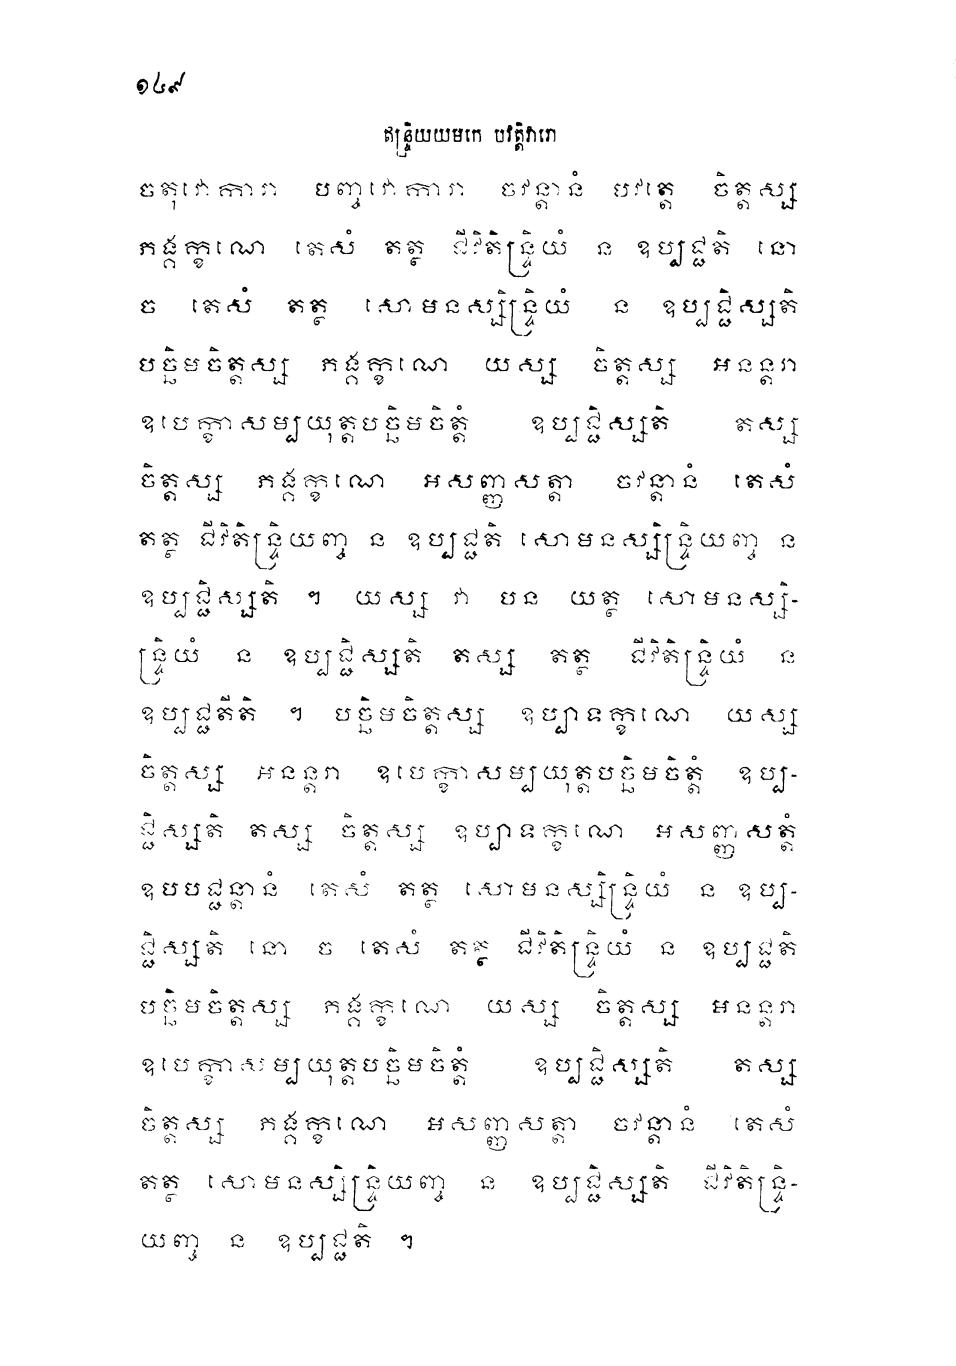 ១៤៩
ឥន្ទ្រិយយមកេ បវត្តិវារោ
ចតុវោការា បញ្ចវោការា ចវន្តានំ បវត្តេ ចិត្តស្ស
ភង្គក្ខណេ តេសំ តត្ថ ជីវិតិន្ទ្រិយំ ន ឧប្បជ្ជតិ នោ
ច តេសំ តត្ថ សោមនស្សិន្ទ្រិយំ ន ឧប្បជ្ជិស្សតិ
បច្ឆិមចិត្តស្ស ភង្គក្ខណេ យស្ស ចិត្តស្ស អនន្តរា
ឧបេក្ខាសម្បយុត្តបច្ឆិមចិត្តំ ឧប្បជ្ជិស្សតិ តស្ស
ចិត្តស្ស ភង្គក្ខណេ អសញ្ញសត្តា ចវន្តានំ តេសំ
តត្ថ ជីវិតិន្ទ្រិយញ្ច ន ឧប្បជ្ជតិ សោមនស្សិន្ទ្រិយញ្ច ន
ឧប្បជ្ជិស្សតិ ។ យស្ស វា បន យត្ថ សោមនស្សិ-
ន្ទ្រិយំ ន ឧប្បជ្ជិស្សតិ តស្ស តត្ថ ជីវិតិន្ទ្រិយំ ន
ឧប្បជ្ជតីតិ ។ បច្ឆិមចិត្តស្ស ឧប្បាទក្ខណេ យស្ស
ចិត្តស្ស អនន្តរា ឧបេក្ខាសម្បយុត្តបច្ឆិមចិត្តំ ឧប្ប-
ជ្ជិស្សតិ តស្ស ចិត្តស្ស ឧប្បាទក្ខណេ អសញ្ញសត្តំ
ឧបបជ្ជន្តានំ តេសំ តត្ថ សោមនស្សិន្ទ្រិយំ ន ឧប្ប-
ជ្ជិស្សតិ នោ ច តេសំ តត្ថ ជីវិតិន្ទ្រិយំ ន ឧប្បជ្ជតិ
បច្ឆិមចិត្តស្ស ភង្គក្ខណេ យស្ស ចិត្តស្ស អនន្តរា
ឧបេក្ខាសម្បយុត្តបច្ឆិមចិត្តំ ឧប្បជ្ជិស្សតិ តស្ស
ចិត្តស្ស ភង្គក្ខណេ អសញ្ញសត្តា ចវន្តានំ តេសំ
តត្ថ សោមនស្សិន្ទ្រិយញ្ច ន ឧប្បជ្ជិស្សតិ ជីវិតិន្ទ្រិ-
យញ្ច ន ឧប្បជ្ជតិ ។